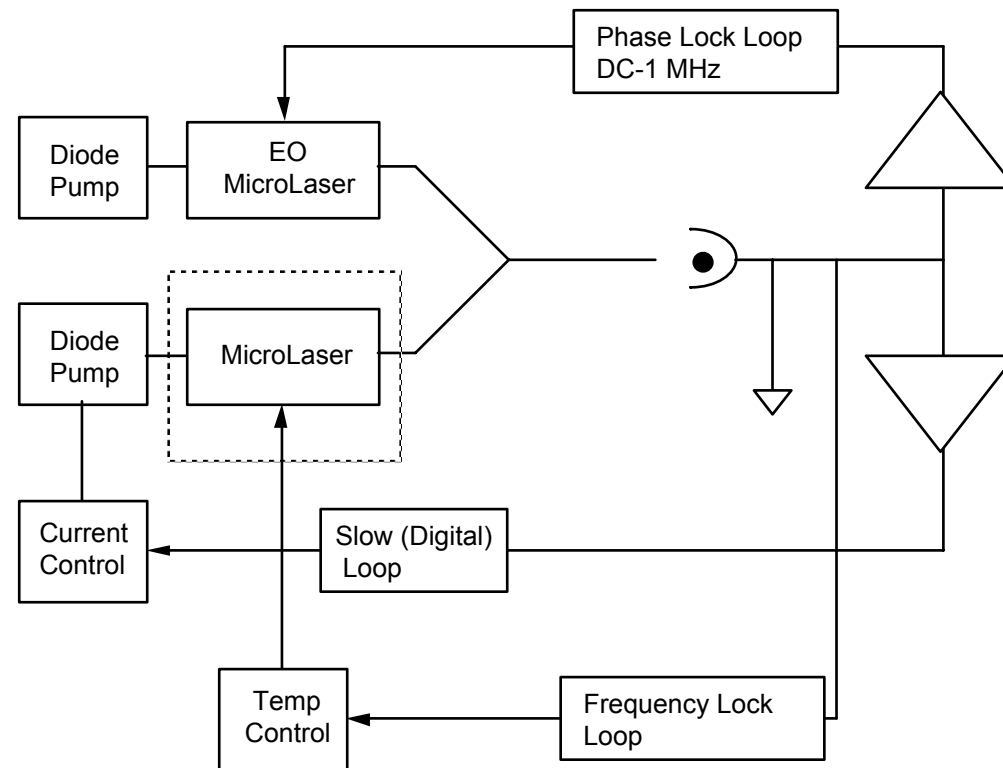 Phase Lock Loop
DC-1 MHz
Diode
Pump
EO
MicroLaser
Diode
Pump
MicroLaser
Current
Control
Slow (Digital)
Loop
Temp
Control
Frequency Lock
Loop